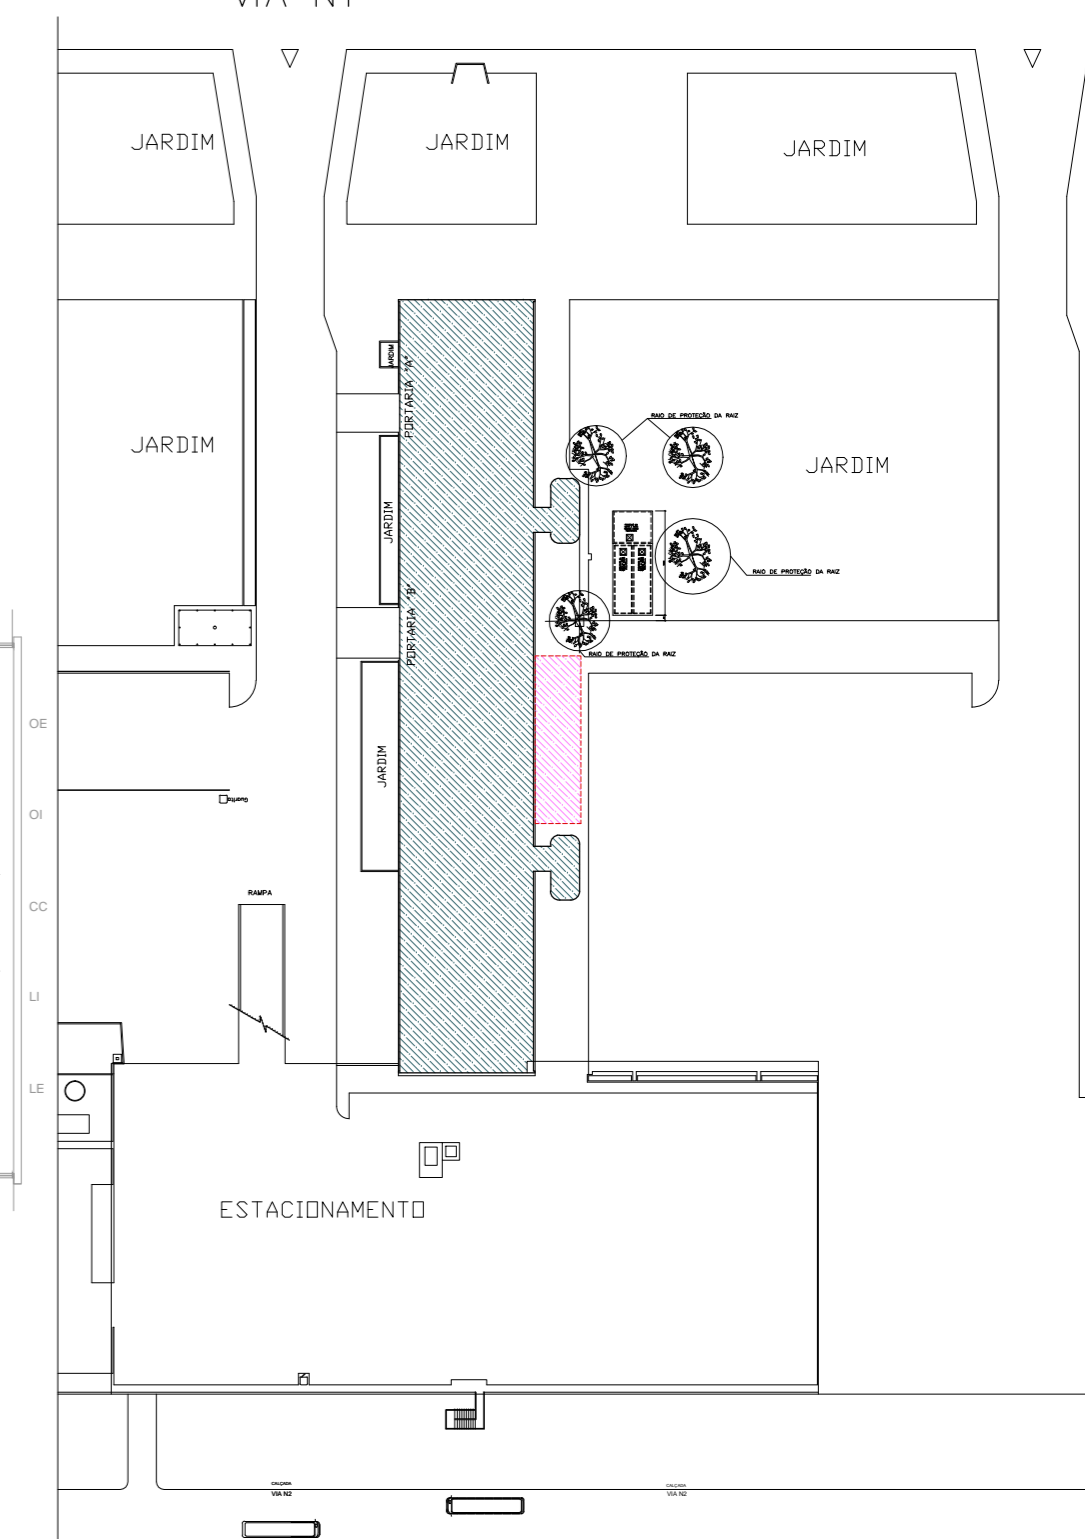 VIA N1
JARDIM
JARDIM
JARDIM
JARDIM
PORTARIA "A"
RAIO DE PROTEÇÃO DA RAIZ
JARDIM
JARDIM
JARDIM
RAIO DE PROTEÇÃO DA RAIZ
PORTARIA "B"
RAIO DE PROTEÇÃO DA RAIZ
OE
JARDIM
Guarita
OI
RAMPA
CC
LI
LE
ESTACIONAMENTO
CALÇADA
VIA N2
CALÇADA
VIA N2